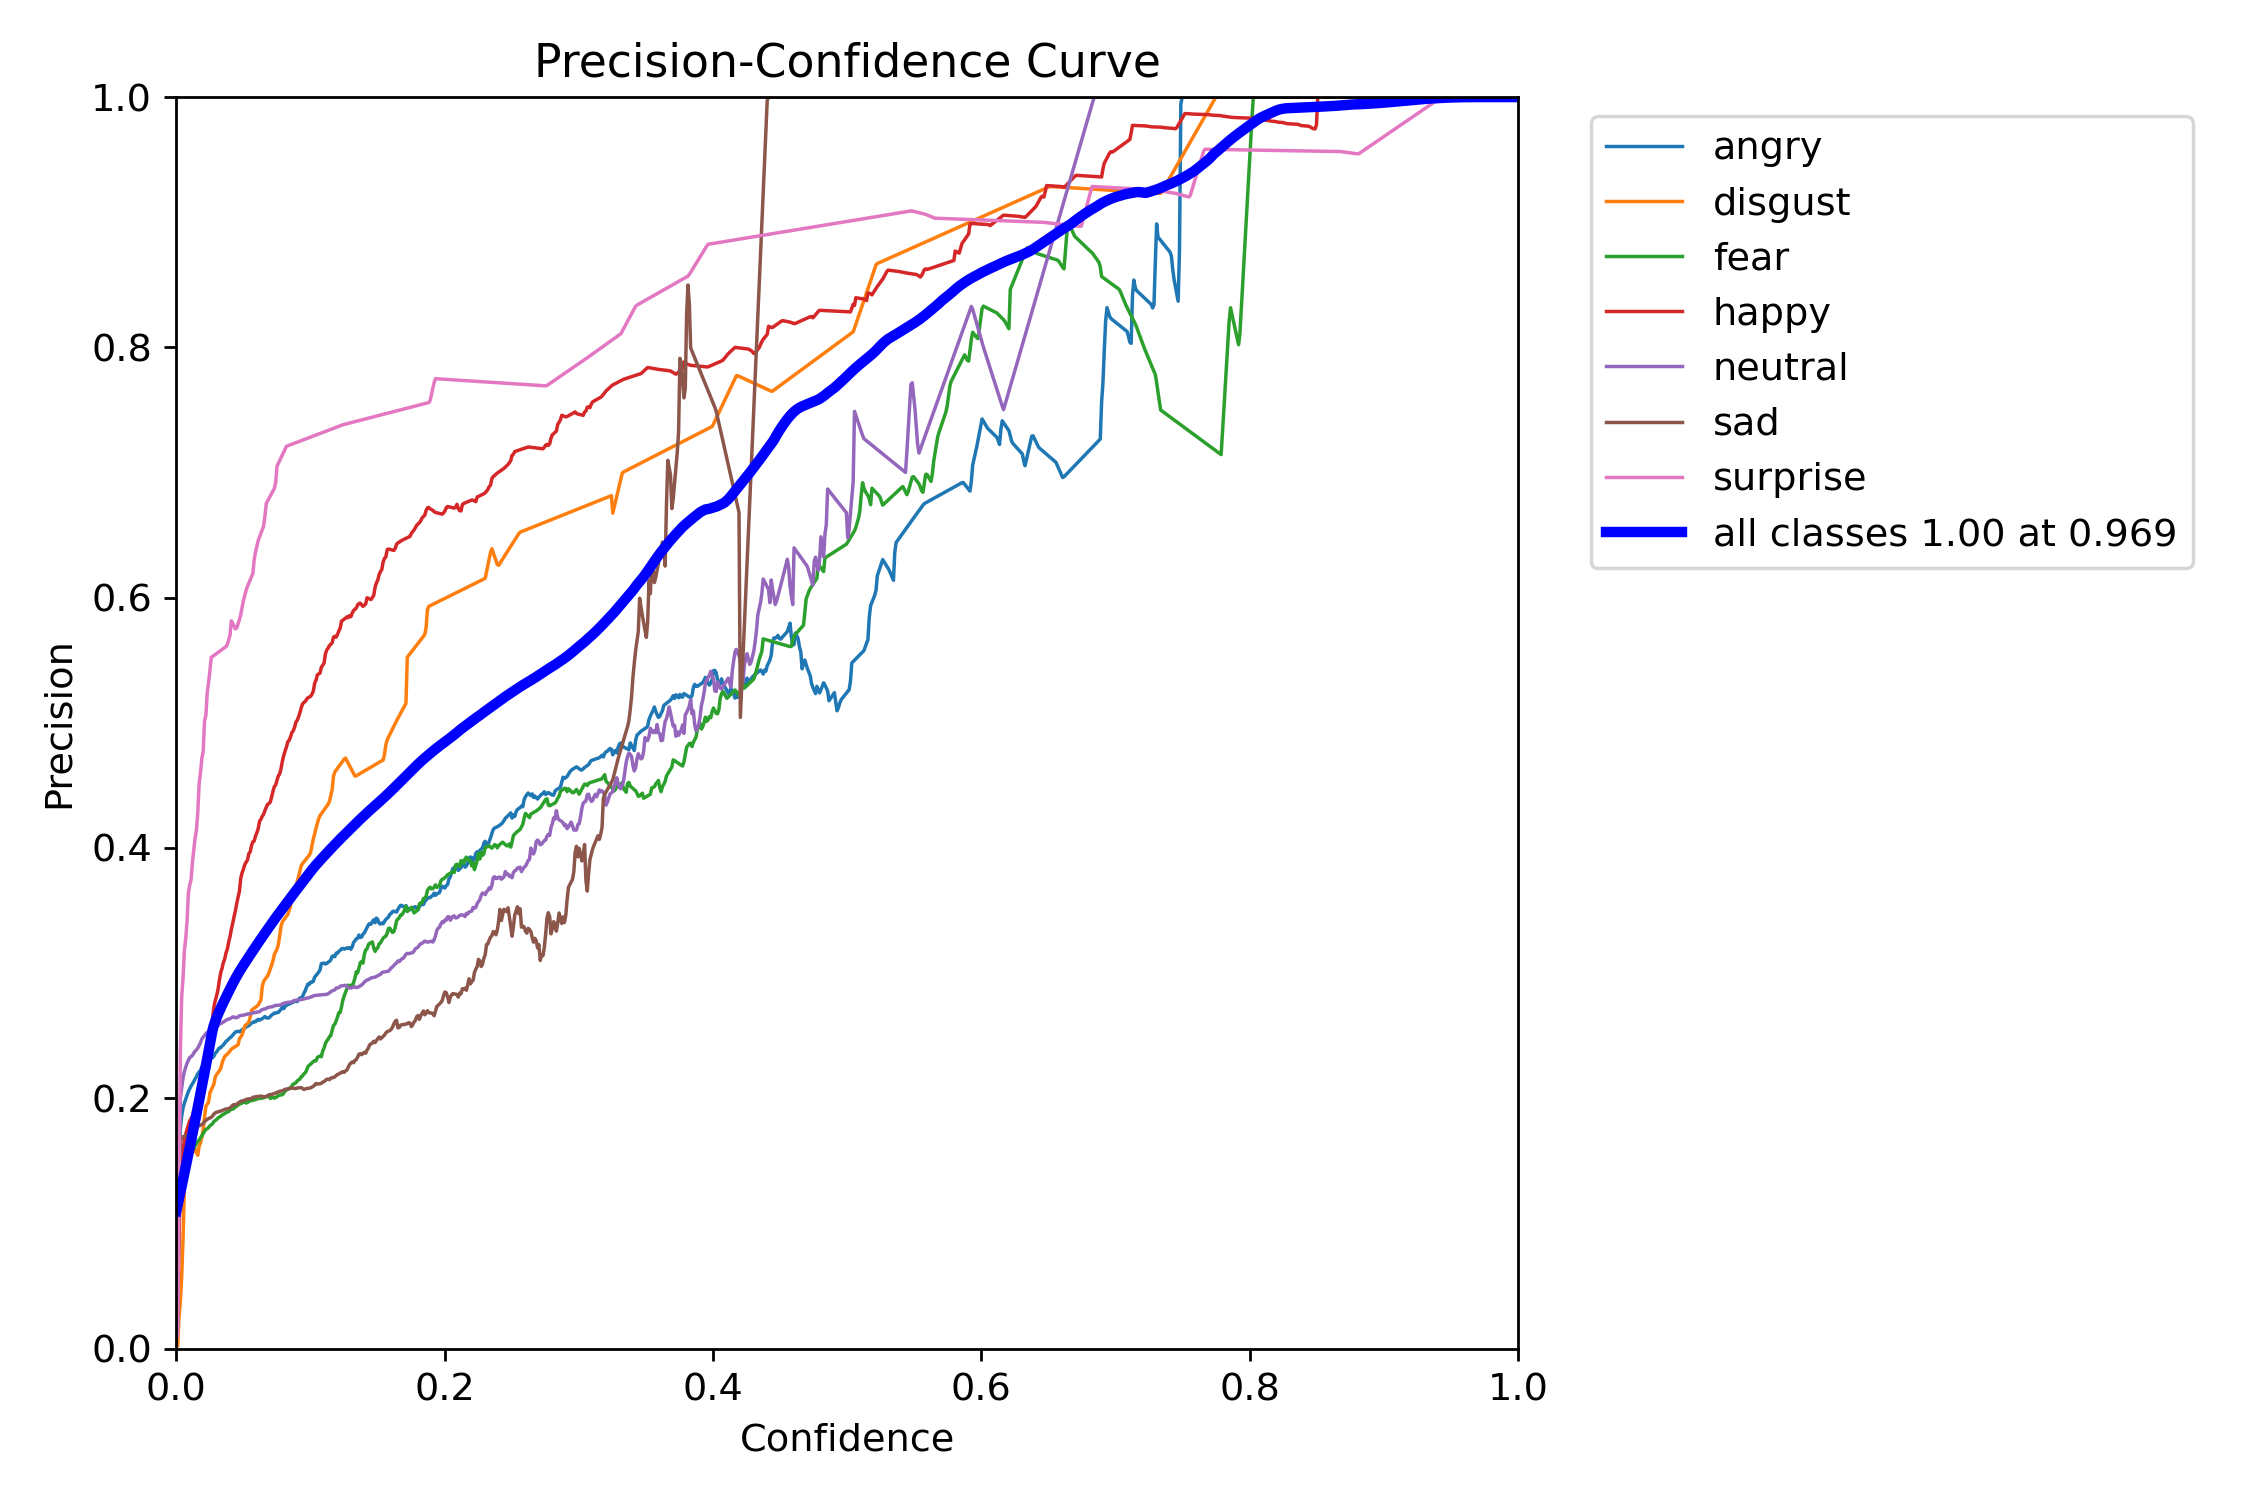 Precision-Confidence Curve
1.0
0.8
0.6
0.4
0.2
0.0
Precision
0.0 0.2 0.4 0.6 0.8 1.0
Confidence
angry
disgust
fear
happy
neutral
sad
surprise
all classes 1.00 at 0.969